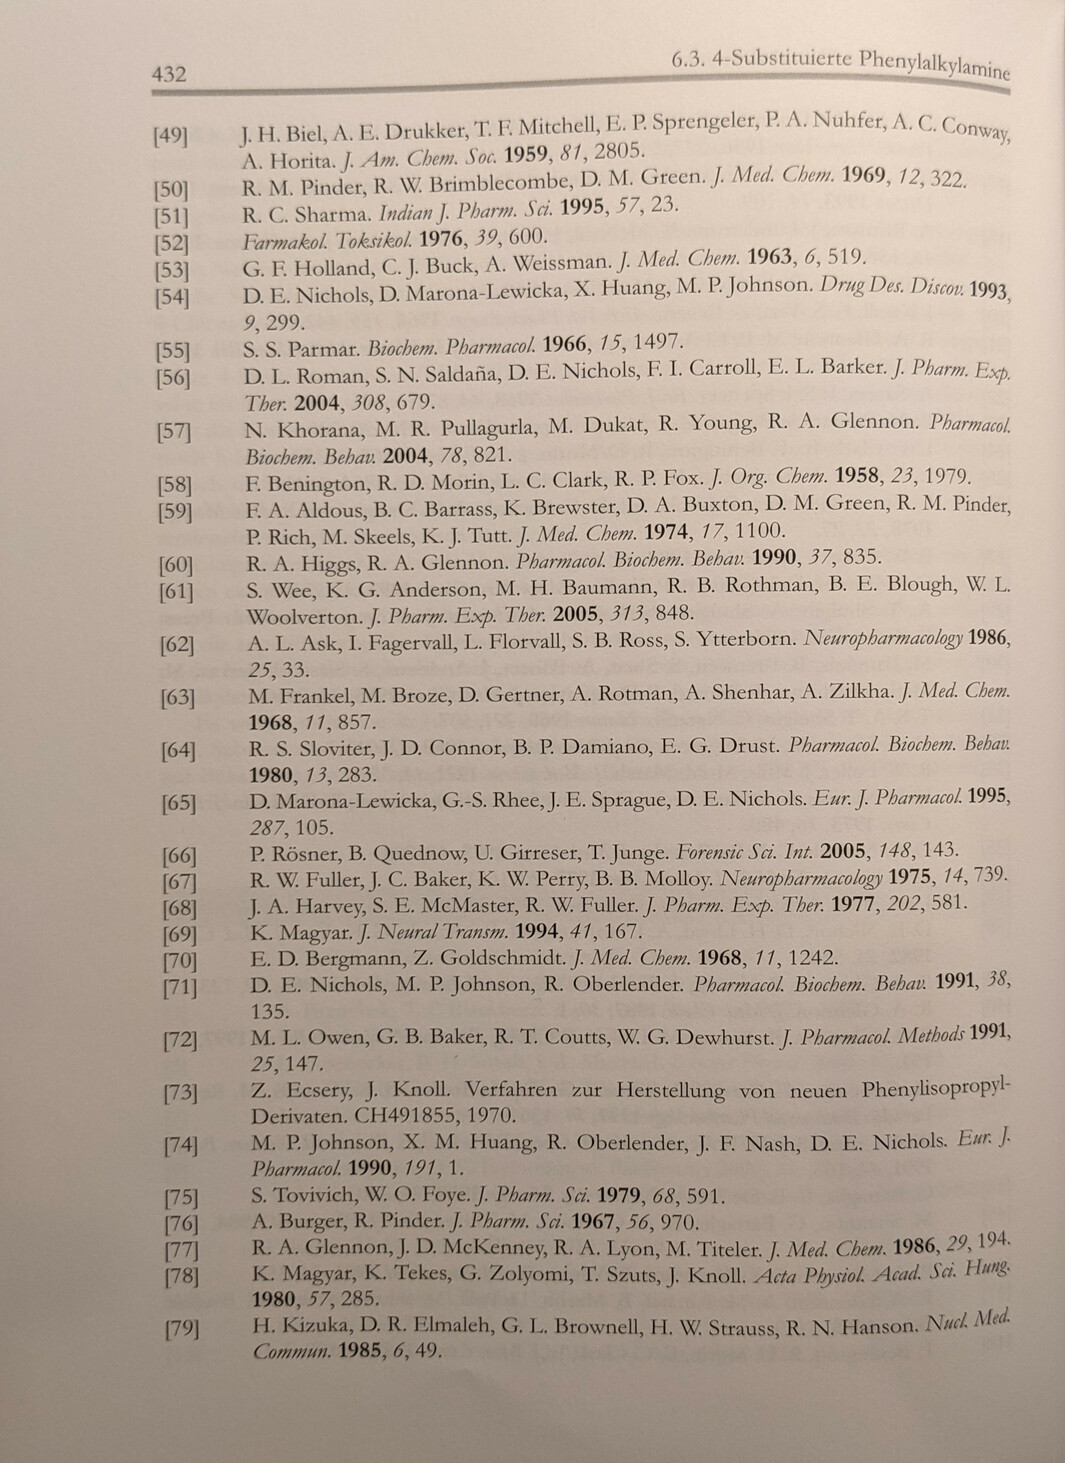 432
6.3. 4-Substituierte Phenylalkylamine
[49] J. H. Biel, A. E. Drukker, T. F. Mitchell, E. P. Sprengeler, P. A. Nuhfer, A. C. Conway,
A. Horita. J. Am. Chem. Soc. 1959, 81, 2805.
[50] R. M. Pinder, R. W. Brimblecombe, D. M. Green. J. Med. Chem. 1969, 12, 322.
[51] R. C. Sharma. Indian J. Pharm. Sci. 1995, 57, 23.
[52] Farmakol. Toksikol. 1976, 39, 600.
[53] G. F. Holland, C. J. Buck, A. Weissman. J. Med. Chem. 1963, 6, 519.
[54] D. E. Nichols, D. Marona-Lewicka, X. Huang, M. P. Johnson. Drug Des. Discov. 1993,
9, 299.
[55] S. S. Parmar. Biochem. Pharmacol. 1966, 15, 1497.
[56] D. L. Roman, S. N. Saldaña, D. E. Nichols, F. I. Carroll, E. L. Barker. J. Pharm. Exp.
Ther. 2004, 308, 679.
[57] N. Khorana, M. R. Pullagurla, M. Dukat, R. Young, R. A. Glennon. Pharmacol.
Biochem. Behav. 2004, 78, 821.
[58] F. Benington, R. D. Morin, L. C. Clark, R. P. Fox. J. Org. Chem. 1958, 23, 1979.
[59] F. A. Aldous, B. C. Barrass, K. Brewster, D. A. Buxton, D. M. Green, R. M. Pinder,
P. Rich, M. Skeels, K. J. Tutt. J. Med. Chem. 1974, 17, 1100.
[60] R. A. Higgs, R. A. Glennon. Pharmacol. Biochem. Behav. 1990, 37, 835.
[61] S. Wee, K. G. Anderson, M. H. Baumann, R. B. Rothman, B. E. Blough, W. L.
Woolverton. J. Pharm. Exp. Ther. 2005, 313, 848.
[62] A. L. Ask, I. Fagervall, L. Florvall, S. B. Ross, S. Ytterborn. Neuropharmacology 1986,
25, 33.
[63] M. Frankel, M. Broze, D. Gertner, A. Rotman, A. Shenhar, A. Zilkha. J. Med. Chem.
1968, 11, 857.
[64] R. S. Sloviter, J. D. Connor, B. P. Damiano, E. G. Drust. Pharmacol. Biochem. Behav.
1980, 13, 283.
[65] D. Marona-Lewicka, G.-S. Rhee, J. E. Sprague, D. E. Nichols. Eur. J. Pharmacol. 1995,
287, 105.
[66] P. Rösner, B. Quednow, U. Girreser, T. Junge. Forensic Sci. Int. 2005, 148, 143.
[67] R. W. Fuller, J. C. Baker, K. W. Perry, B. B. Molloy. Neuropharmacology 1975, 14, 739.
[68] J. A. Harvey, S. E. McMaster, R. W. Fuller. J. Pharm. Exp. Ther. 1977, 202, 581.
[69] K. Magyar. J. Neural Transm. 1994, 41, 167.
[70] E. D. Bergmann, Z. Goldschmidt. J. Med. Chem. 1968, 11, 1242.
[71] D. E. Nichols, M. P. Johnson, R. Oberlender. Pharmacol. Biochem. Behav. 1991, 38,
135.
[72] M. L. Owen, G. B. Baker, R. T. Coutts, W. G. Dewhurst. J. Pharmacol. Methods 1991,
25, 147.
[73] Z. Ecsery, J. Knoll. Verfahren zur Herstellung von neuen Phenylisopropyl-
Derivaten. CH491855, 1970.
[74] M. P. Johnson, X. M. Huang, R. Oberlender, J. F. Nash, D. E. Nichols. Eur. J.
Pharmacol. 1990, 191, 1.
[75] S. Tovivich, W. O. Foye. J. Pharm. Sci. 1979, 68, 591.
[76] A. Burger, R. Pinder. J. Pharm. Sci. 1967, 56, 970.
[77] R. A. Glennon, J. D. McKenney, R. A. Lyon, M. Titeler. J. Med. Chem. 1986, 29, 194.
[78] K. Magyar, K. Tekes, G. Zolyomi, T. Szuts, J. Knoll. Acta Physiol. Acad. Sci. Hung.
1980, 57, 285.
[79] H. Kizuka, D. R. Elmaleh, G. L. Brownell, H. W. Strauss, R. N. Hanson. Nucl. Med.
Commun. 1985, 6, 49.